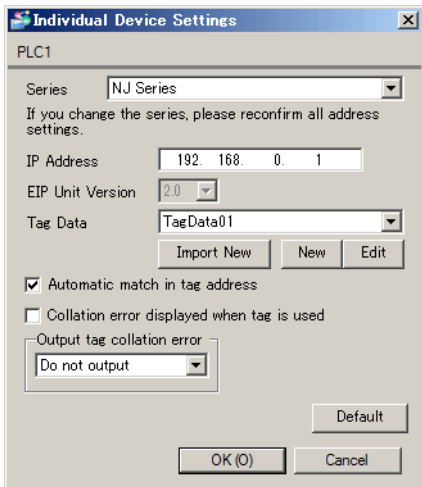 Individual Device Settings
PLC1
Series NJ Series
If you change the series, please reconfirm all address
settings.
IP Address 192. 168. 0. 1
EIP Unit Version 2.0
Tag Data TagData01
Import New New Edit
Automatic match in tag address
Collation error displayed when tag is used
Output tag collation error
Do not output
Default
OK (O) Cancel